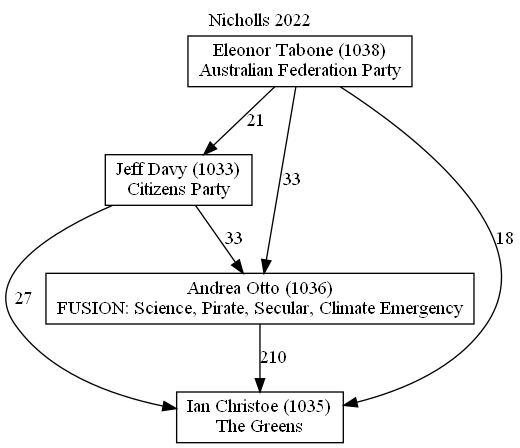 Nicholls 2022
Eleonor Tabone (1038)
Australian Federation Party
21
Jeff Davy (1033)
Citizens Party
33
18
33
27
Andrea Otto (1036)
FUSION: Science, Pirate, Secular, Climate Emergency
210
Ian Christoe (1035)
The Greens